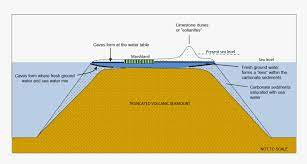 Limestone dunes
or "eolianites"
Caves form at the water table
Marshland
Present sea level
Sea level
Caves form where fresh ground
water and sea water mix
Fresh ground water
forms a "lens" within the
carbonate sediments
Carbonate sediments
saturated with sea
water
TRUNCATED VOLCANIC SEAMOUNT
NOT TO SCALE